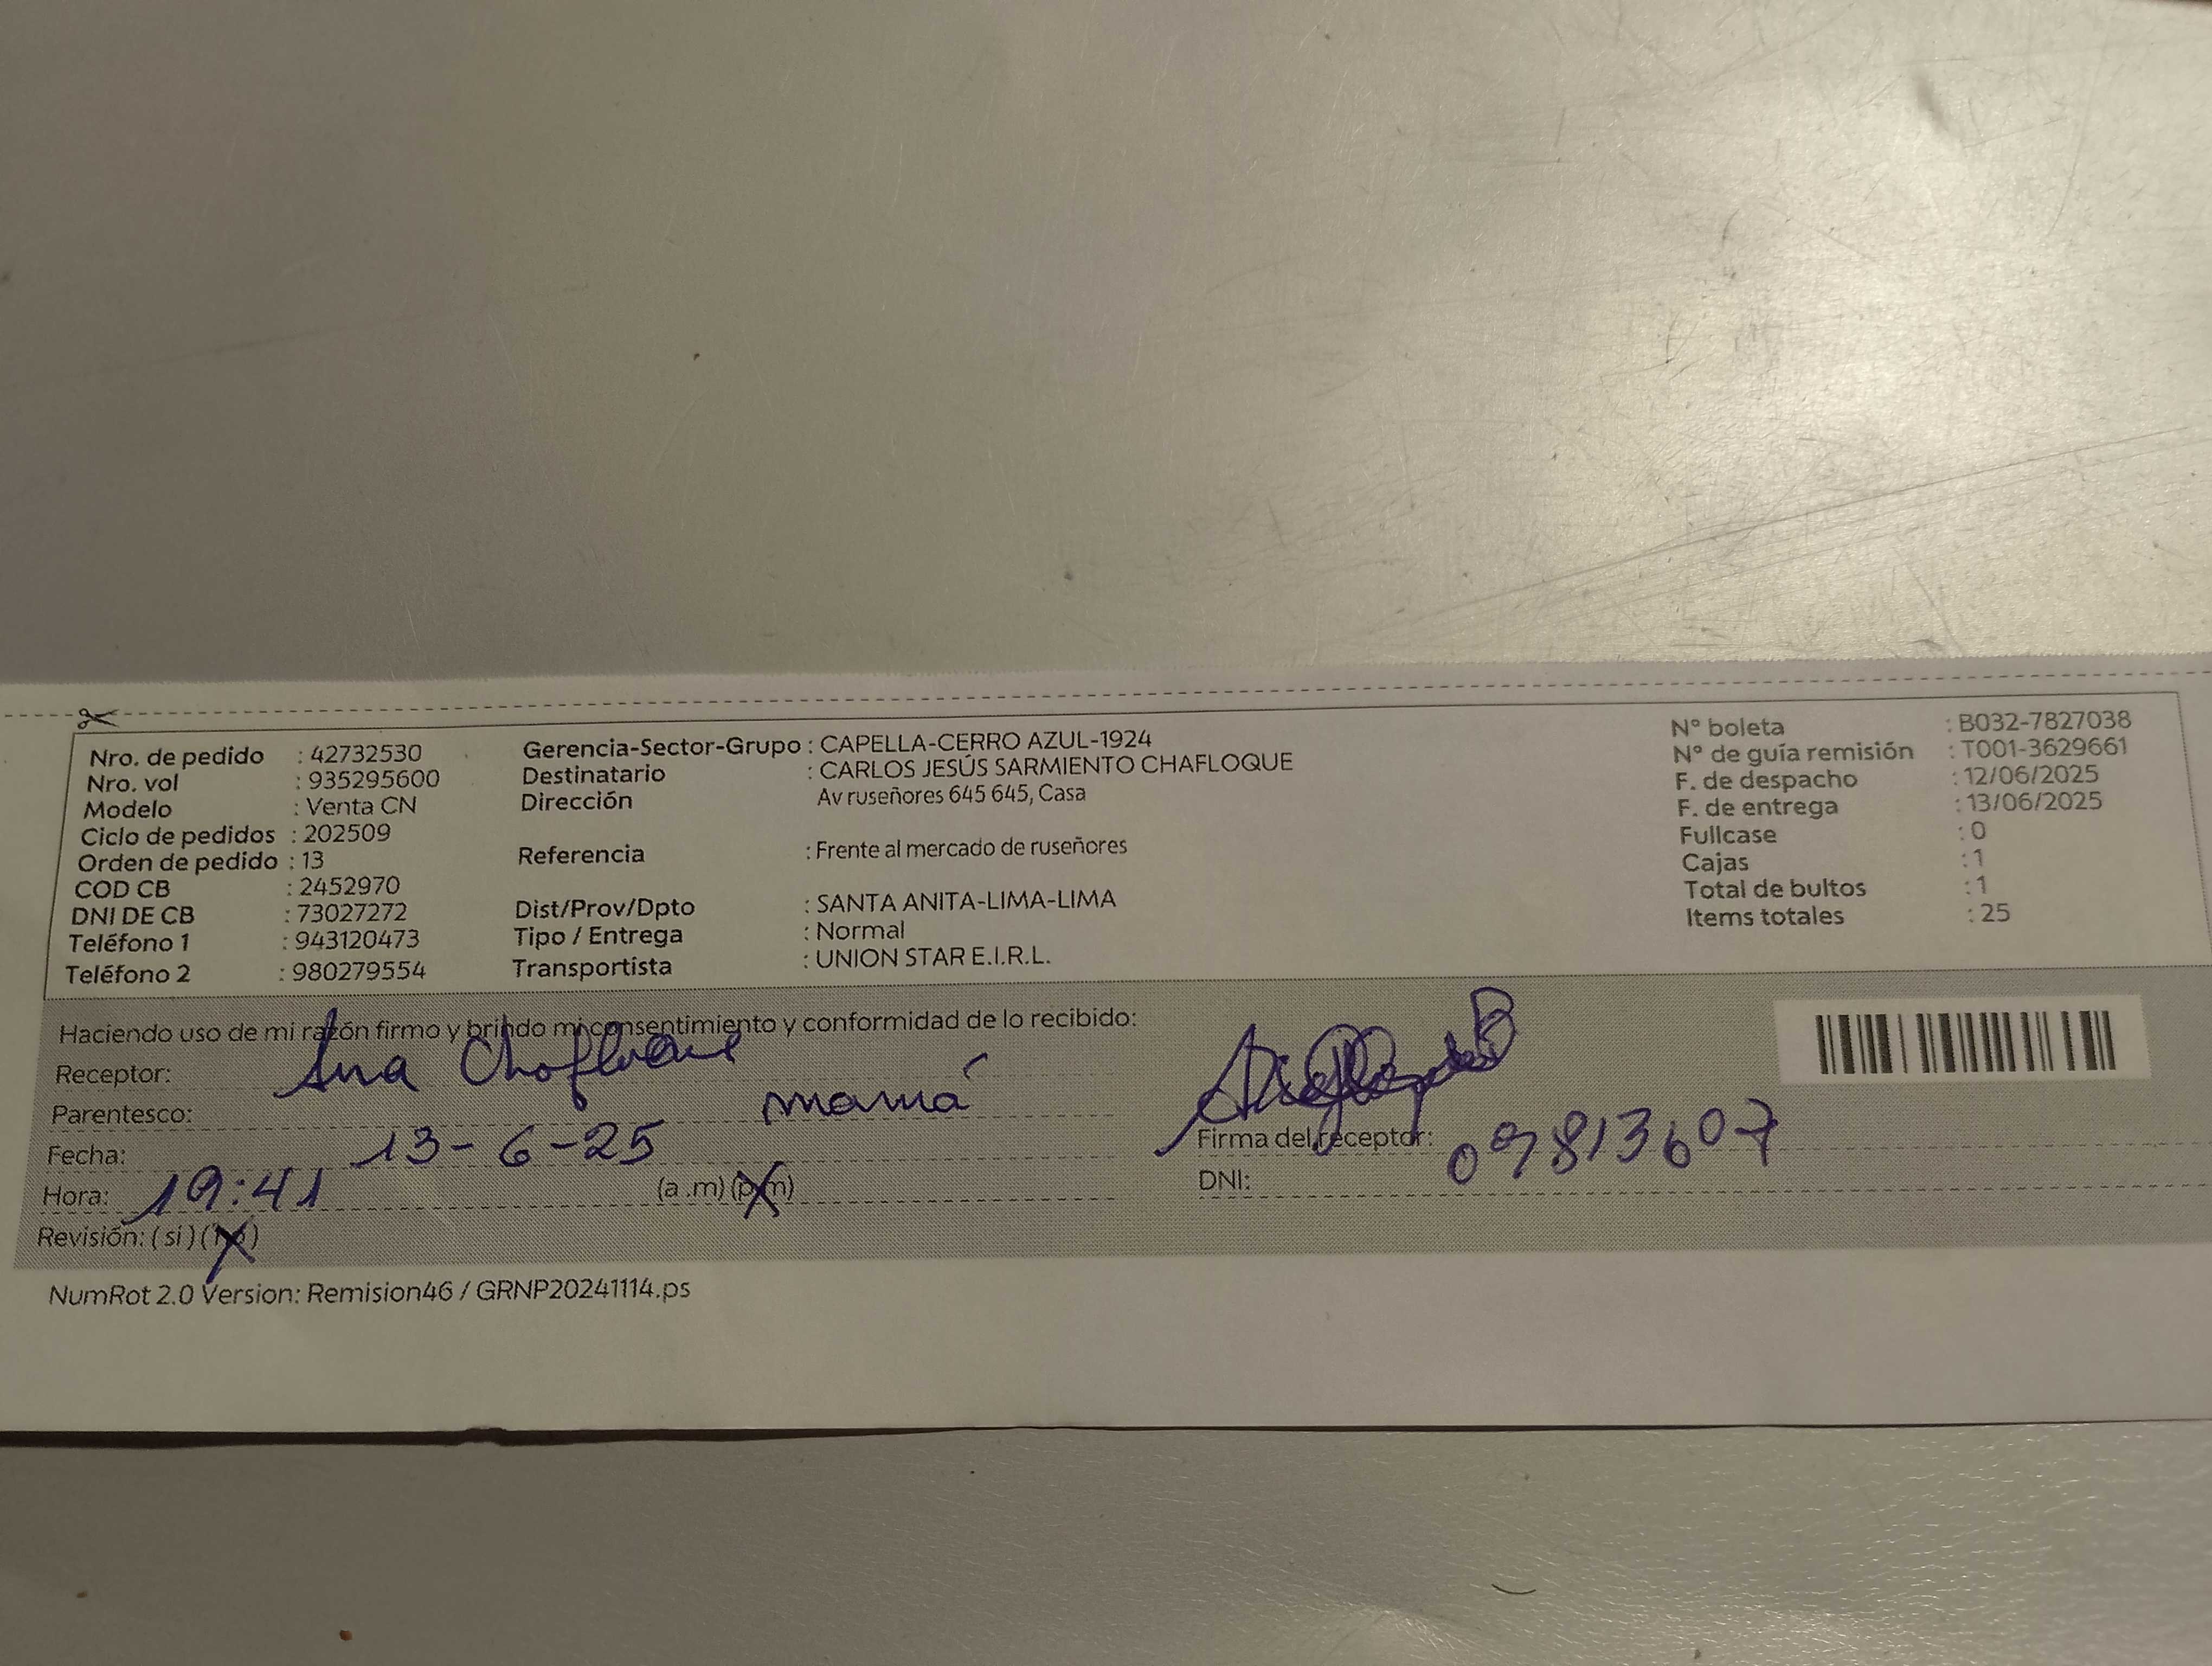 Nro. de pedido : 42732530
Nro. vol : 935295600
Modelo : Venta CN
Ciclo de pedidos : 202509
Orden de pedido : 13
COD CB : 2452970
DNI DE CB : 73027272
Teléfono 1 : 943120473
Teléfono 2 : 980279554
Gerencia-Sector-Grupo : CAPELLA-CERRO AZUL-1924
Destinatario : CARLOS JESÚS SARMIENTO CHAFLOQUE
Dirección Av ruseñores 645 645, Casa
Referencia : Frente al mercado de ruseñores
Dist/Prov/Dpto : SANTA ANITA-LIMA-LIMA
Tipo / Entrega : Normal
Transportista : UNION STAR E.I.R.L.
N° boleta : B032-7827038
N° de guía remisión : T001-3629661
F. de despacho : 12/06/2025
F. de entrega : 13/06/2025
Fullcase : 0
Cajas : 1
Total de bultos : 1
Items totales : 25
Haciendo uso de mi razón firmo y brindo mi consentimiento y conformidad de lo recibido:
Receptor: Ana Chafloque
Parentesco: mamá
Fecha: 13-6-25
Hora: 19:41 (a .m) (p.m)
Revisión: ( si ) (no)
Firma del receptor:
DNI: 09813607
NumRot 2.0 Version: Remision46 / GRNP20241114.ps